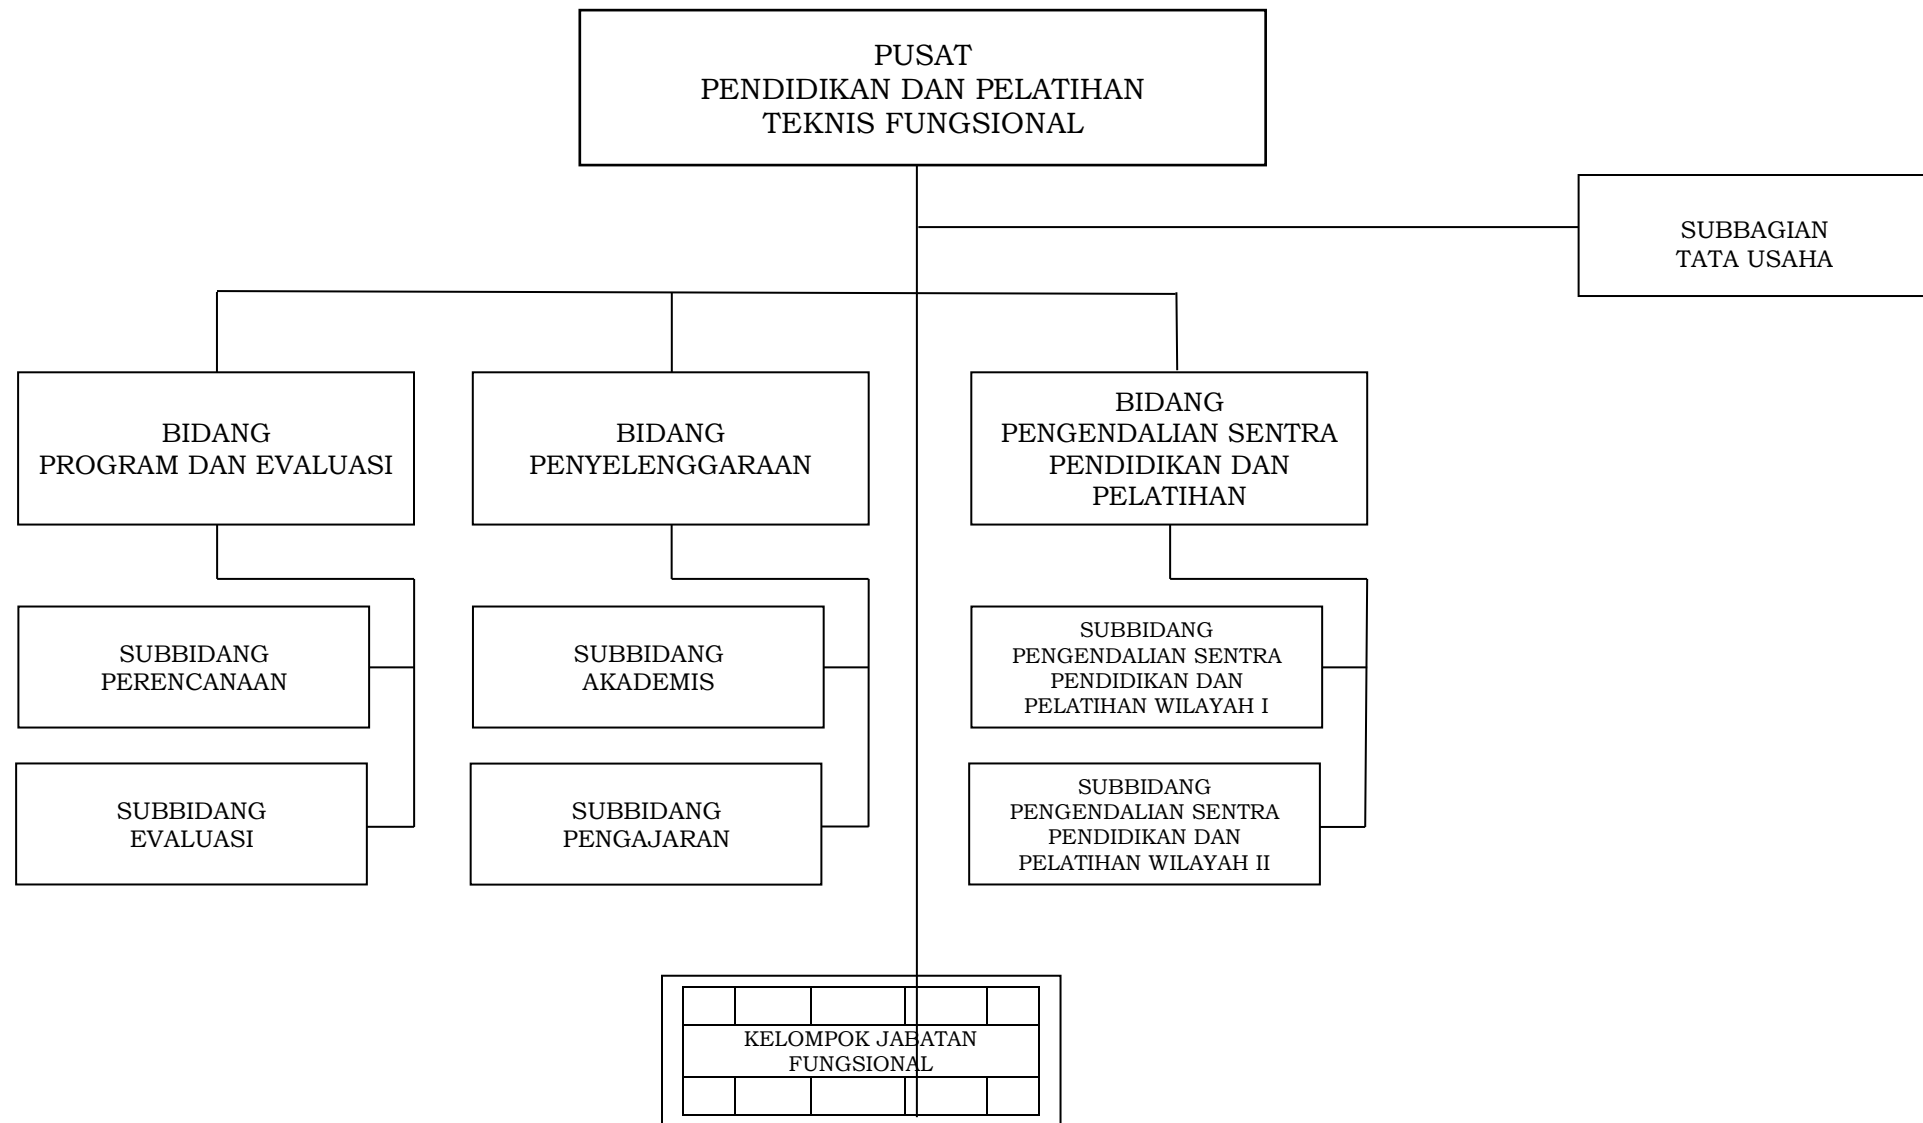 PUSAT
PENDIDIKAN DAN PELATIHAN
TEKNIS FUNGSIONAL
SUBBAGIAN
TATA USAHA
BIDANG
PROGRAM DAN EVALUASI
BIDANG
PENYELENGGARAAN
BIDANG
PENGENDALIAN SENTRA
PENDIDIKAN DAN
PELATIHAN
SUBBIDANG
PERENCANAAN
SUBBIDANG
AKADEMIS
SUBBIDANG
PENGENDALIAN SENTRA
PENDIDIKAN DAN
PELATIHAN WILAYAH I
SUBBIDANG
EVALUASI
SUBBIDANG
PENGAJARAN
SUBBIDANG
PENGENDALIAN SENTRA
PENDIDIKAN DAN
PELATIHAN WILAYAH II
KELOMPOK JABATAN
FUNGSIONAL